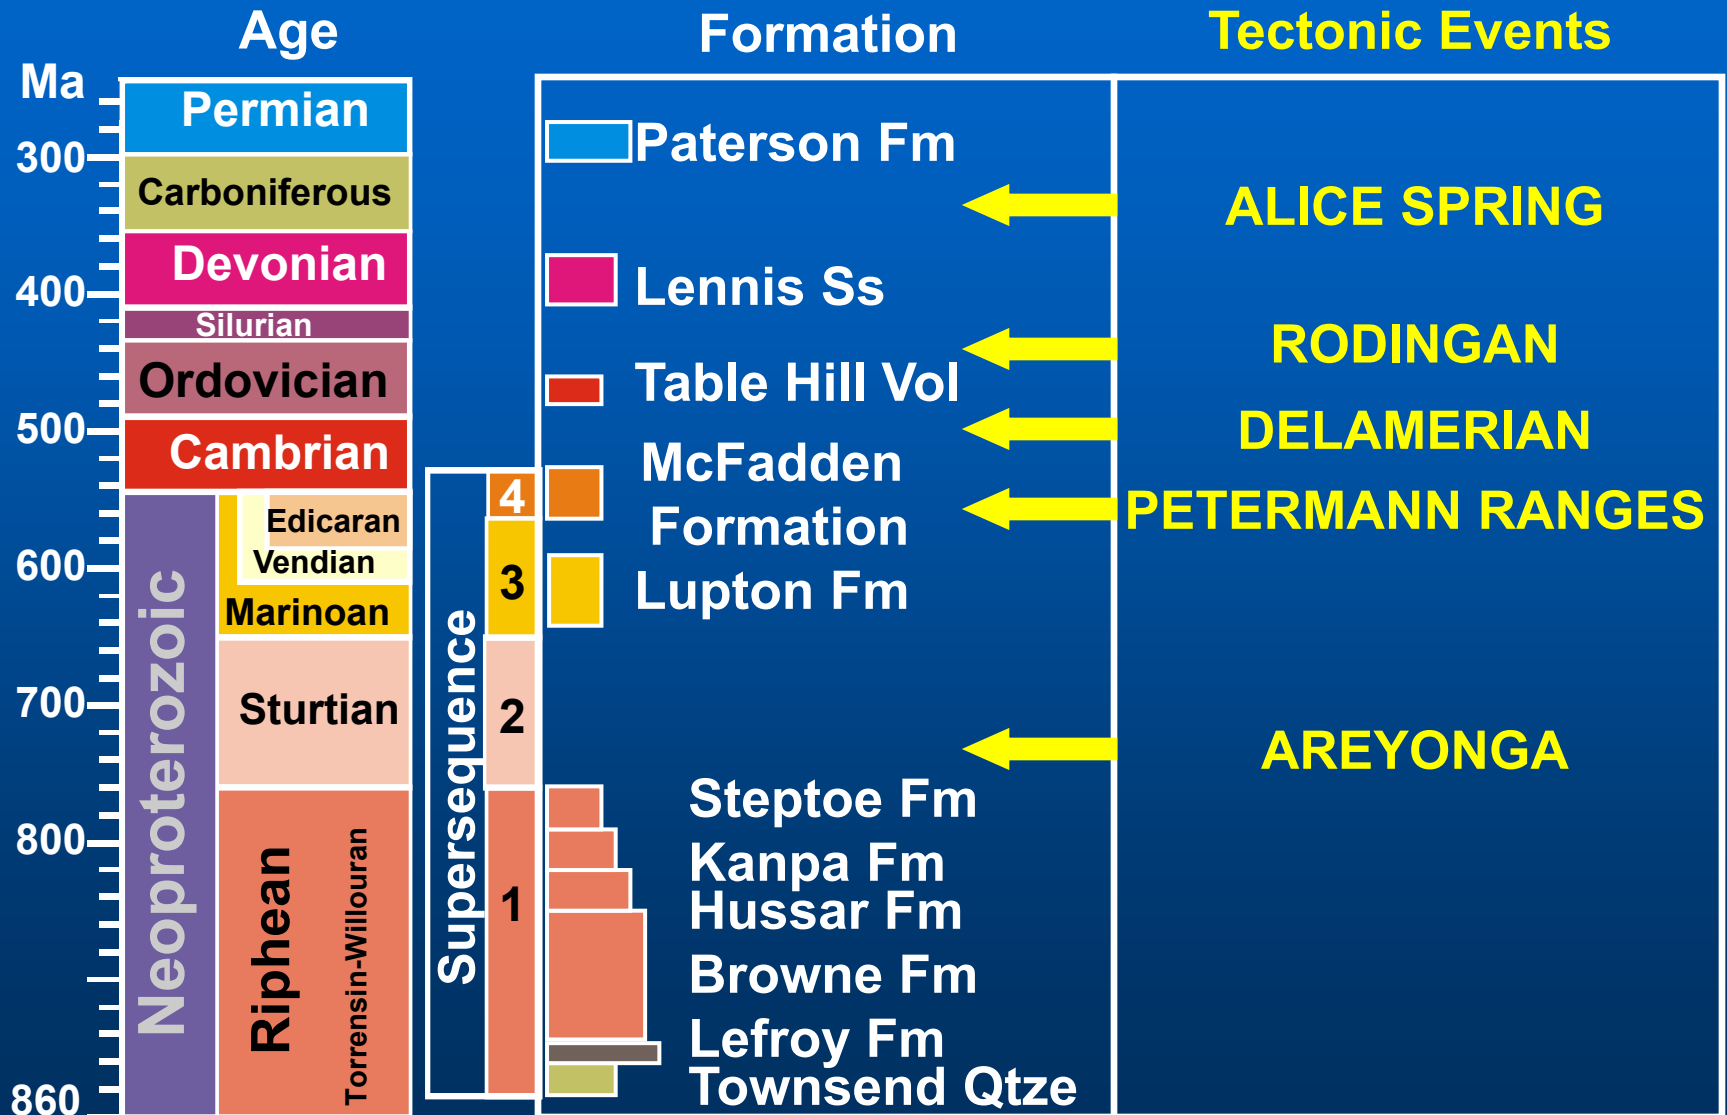 Age
Formation
Tectonic Events
Ma
300
400
500
600
700
800
860
Permian
Carboniferous
Devonian
Silurian
Ordovician
Cambrian
Neoproterozoic
Edicaran
Vendian
Marinoan
Sturtian
Riphean
Torrensin-Willouran
Supersequence
4
3
2
1
Paterson Fm
Lennis Ss
Table Hill Vol
McFadden
Formation
Lupton Fm
Steptoe Fm
Kanpa Fm
Hussar Fm
Browne Fm
Lefroy Fm
Townsend Qtze
ALICE SPRING
RODINGAN
DELAMERIAN
PETERMANN RANGES
AREYONGA